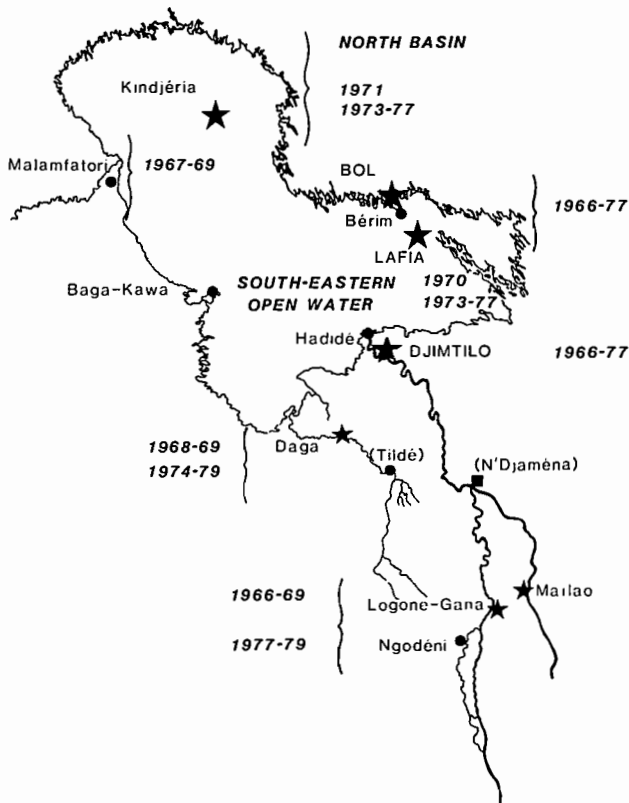 NORTH BASIN
Kindjéria
1971
1973-77
Malamfatori
1967-69
BOL
Bérim
1966-77
LAFIA
Baga-Kawa
SOUTH-EASTERN
OPEN WATER
1970
1973-77
Hadidé
DJIMTILO
1966-77
1968-69
1974-79
Daga
(Tildé)
(N'Djamèna)
1966-69
Logone-Gana
Maılao
1977-79
Ngodéni